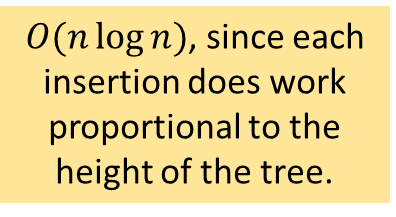 O(n log n), since each
insertion does work
proportional to the
height of the tree.